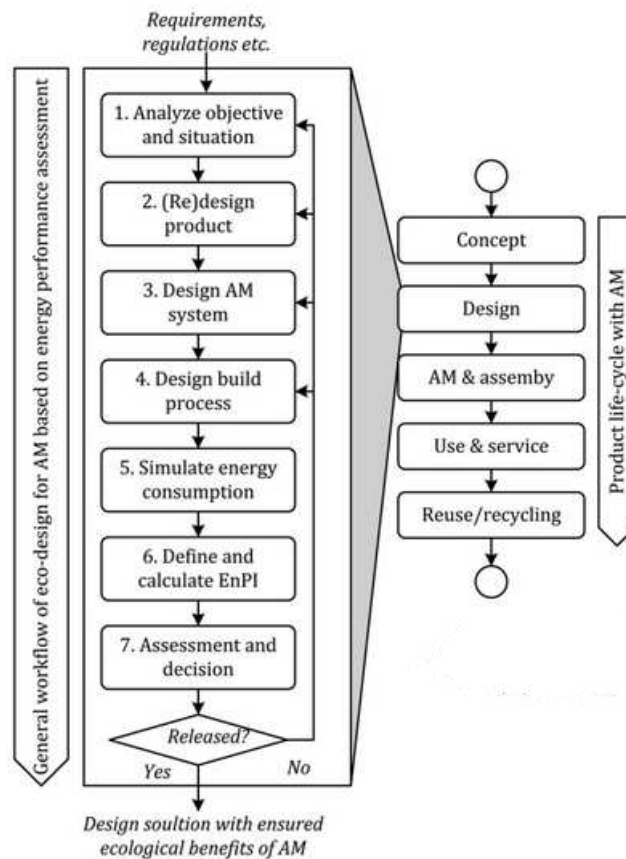 Requirements,
regulations etc.
General workflow of eco-design for AM based on energy performance assessment
1. Analyze objective
and situation
2. (Re)design
product
3. Design AM
system
4. Design build
process
5. Simulate energy
consumption
6. Define and
calculate EnPI
7. Assessment and
decision
Released?
Yes
No
Design soultion with ensured
ecological benefits of AM
Concept
Design
AM & assemby
Use & service
Reuse/recycling
Product life-cycle with AM